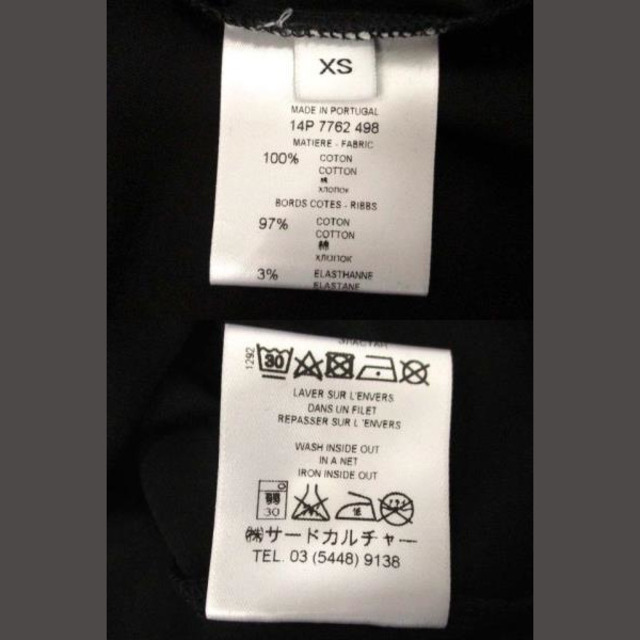 XS
MADE IN PORTUGAL
14P 7762 498
MATIERE - FABRIC
100% COTON
COTTON
хлопок
BORDS COTES - RIBBS
97% COTON
COTTON
綿
хлопок
3% ELASTHANNE
ELASTANE
1292
30
LAVER SUR L'ENVERS
DANS UN FILET
REPASSER SUR L'ENVERS
WASH INSIDE OUT
IN A NET
IRON INSIDE OUT
30
㈱サードカルチャー
TEL. 03 (5448) 9138